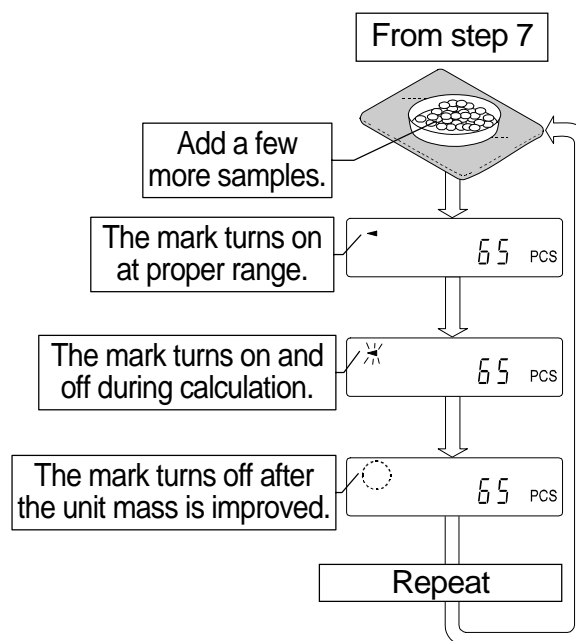 From step 7
Add a few
more samples.
The mark turns on
at proper range.
65 PCS
The mark turns on and
off during calculation.
65 PCS
The mark turns off after
the unit mass is improved.
65 PCS
Repeat